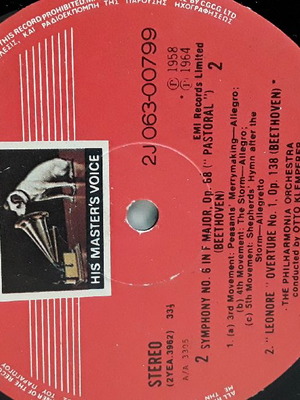 THIS RECORD PROHIBITED
ΚΑΙ ΡΑΔΙΟΕΚΠΟΜΠΗ ΤΗΣ ΠΑΡΟΥΣΗΣ ΗΧΟΓΡΑΦΗΣΕΩΣ
HIS MASTER'S VOICE
2J 063-00799
℗ 1958
℗ 1964
EMI Records Limited
STEREO
33⅓
2
(2YEA.3962)
2 SYMPHONY NO. 6 IN F MAJOR, Op. 68 ("PASTORAL")
(BEETHOVEN)
1 (a) 3rd Movement: Peasants' Merrymaking—Allegro;
(b) 4th Movement: The Storm—Allegro;
(c) 5th Movement: Shepherds' Hymn after the
Storm—Allegretto
2. "LEONORE" OVERTURE No. 1, Op. 138 (BEETHOVEN) *
THE PHILHARMONIA ORCHESTRA
conducted by OTTO KLEMPERER